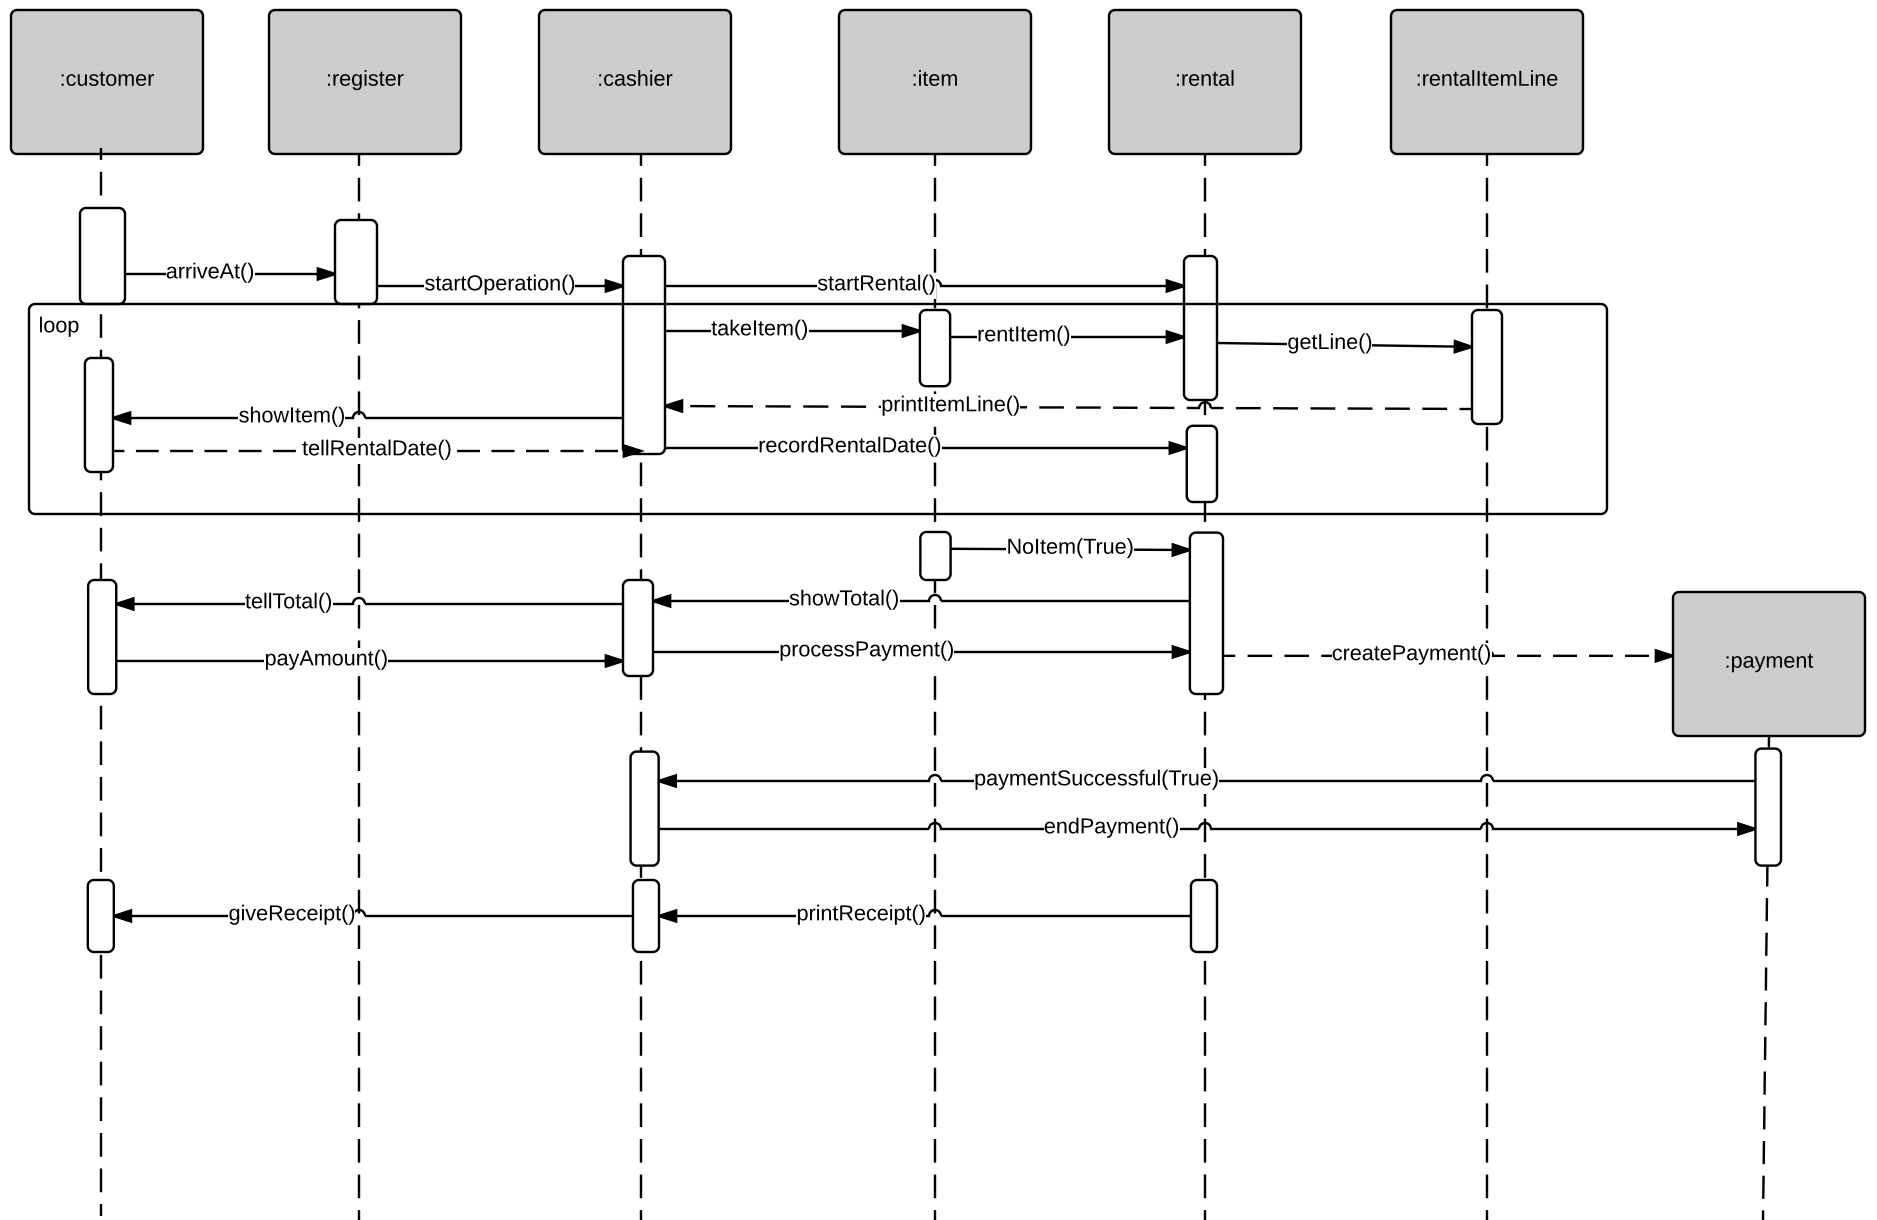 :customer
:register
:cashier
:item
:rental
:rentalItemLine
arriveAt()
startOperation()
startRental()
loop
takeItem()
rentItem()
getLine()
printItemLine()
showItem()
tellRentalDate()
recordRentalDate()
NoItem(True)
tellTotal()
showTotal()
payAmount()
processPayment()
createPayment()
:payment
paymentSuccessful(True)
endPayment()
giveReceipt()
printReceipt()